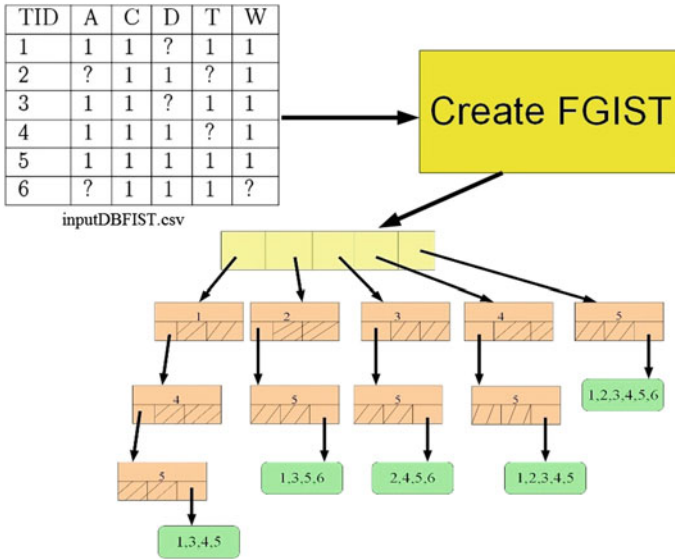 TID A C D T W
1 1 1 ? 1 1
2 ? 1 1 ? 1
3 1 1 ? 1 1
4 1 1 1 ? 1
5 1 1 1 1 1
6 ? 1 1 1 ?
inputDBFIST.csv
Create FGIST
1 2 3 4 5
4 5 5 5 1,2,3,4,5,6
5 1,3,5,6 2,4,5,6 1,2,3,4,5
1,3,4,5